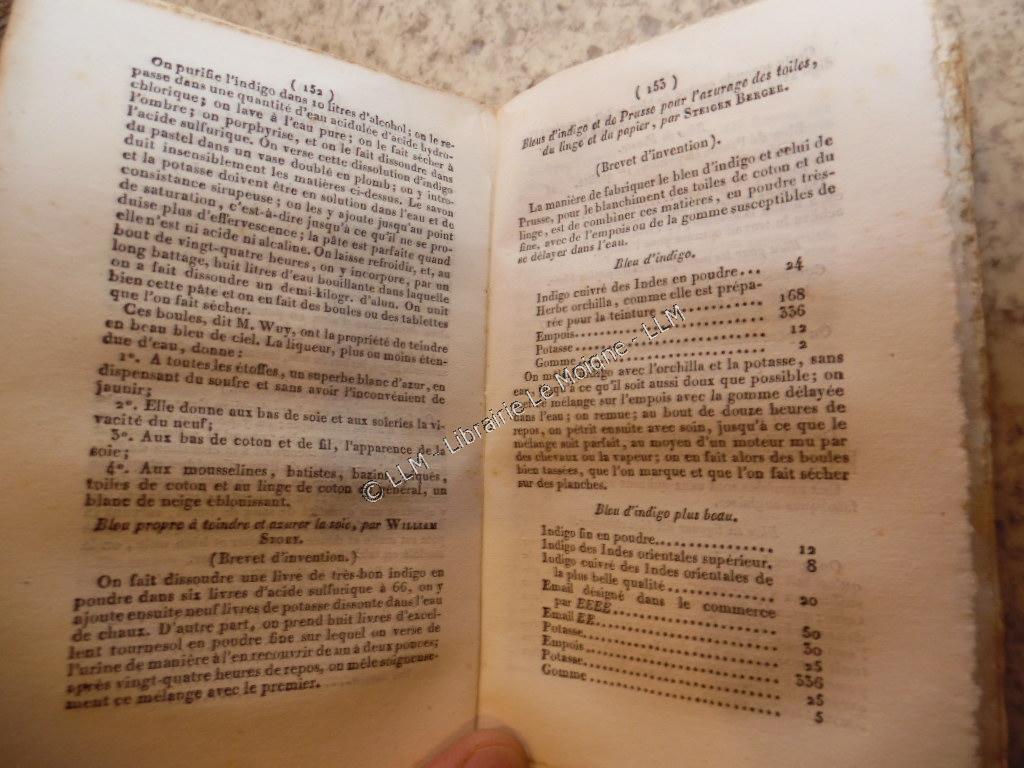 ( 152 )
On purifie l'indigo dans 10 litres d'alcohol; on le re-
passe dans une quantité d'eau acidulée d'acide hydro-
chlorique; on lave à l'eau pure; on le fait sécher à
l'ombre; on porphyrise, et on le fait dissoudre dans
l'acide sulfurique. On verse cette dissolution d'indigo
du pastel dans un vase doublé en plomb; on y intro-
duit insensiblement les matières ci-dessus. Le savon
et la potasse doivent être en solution dans l'eau et de
consistance sirupeuse; on les y ajoute jusqu'au point
de saturation, c'est-à-dire jusqu'à ce qu'il ne se pro-
duise plus d'effervescence; la pâte est parfaite quand
elle n'est ni acide ni alcaline. On laisse refroidir, et, au
bout de vingt-quatre heures, on y incorpore, par un
long battage, huit litres d'eau bouillante dans laquelle
on a fait dissoudre un demi-kilogr. d'alun. On unit
bien cette pâte et on en fait des boules ou des tablettes
que l'on fait sécher.
Ces boules, dit M. Wuy, ont la propriété de teindre
en beau bleu de ciel. La liqueur, plus ou moins éten-
due d'eau, donne:
1°. A toutes les étoffes, un superbe blanc d'azur, en
dispensant du soufre et sans avoir l'inconvénient de
jaunir;
2°. Elle donne aux bas de soie et aux soieries la vi-
vacité du neuf;
3°. Aux bas de coton et de fil, l'apparence de la
soie;
4°. Aux mousselines, batistes, bazins,
toiles de coton et au linge de coton en général, un
blanc de neige éblouissant.
Bleu propre à teindre et azurer la soie, par WILLIAM
STORY.
(Brevet d'invention.)
On fait dissoudre une livre de très-bon indigo en
poudre dans six livres d'acide sulfurique à 66, on y
ajoute ensuite neuf livres de potasse dissoute dans l'eau
de chaux. D'autre part, on prend huit livres d'excel-
lent tournesol en poudre fine sur lequel on verse de
l'urine de manière à l'en recouvrir de un à deux pouces;
après vingt-quatre heures de repos, on mêle soigneuse-
ment ce mélange avec le premier.
( 153 )
Bleus d'indigo et de Prusse pour l'azurage des toiles,
du linge et du papier, par STEIGEN BERGER.
(Brevet d'invention).
La manière de fabriquer le bleu d'indigo et celui de
Prusse, pour le blanchiment des toiles de coton et du
linge, est de combiner ces matières, en poudre très-
fine, avec de l'empois ou de la gomme susceptibles de
se délayer dans l'eau.
Bleu d'indigo.
Indigo cuivré des Indes en poudre... 24
Herbe orchilla, comme elle est prépa-
rée pour la teinture ............ 168
Empois........................ 336
Potasse........................ 12
Gomme........................ 2
On mout l'indigo avec l'orchilla et la potasse, sans
eau, jusqu'à ce qu'il soit aussi doux que possible; on
mélange sur l'empois avec la gomme délayée
dans l'eau; on remue; au bout de douze heures de
repos, on pétrit ensuite avec soin, jusqu'à ce que le
mélange soit parfait, au moyen d'un moteur mu par
des chevaux ou la vapeur; on en fait alors des boules
bien tassées, que l'on marque et que l'on fait sécher
sur des planches.
Bleu d'indigo plus beau.
Indigo fin en poudre.................. 12
Indigo des Indes orientales supérieur. 8
Indigo cuivré des Indes orientales de
la plus belle qualité................ 20
Email désigné dans le commerce
par EEEE........................ 50
Email EE........................ 30
Potasse........................ 25
Empois........................ 336
Potasse........................ 25
Gomme........................ 5
© LLM - Librairie Le Moigne - LLM